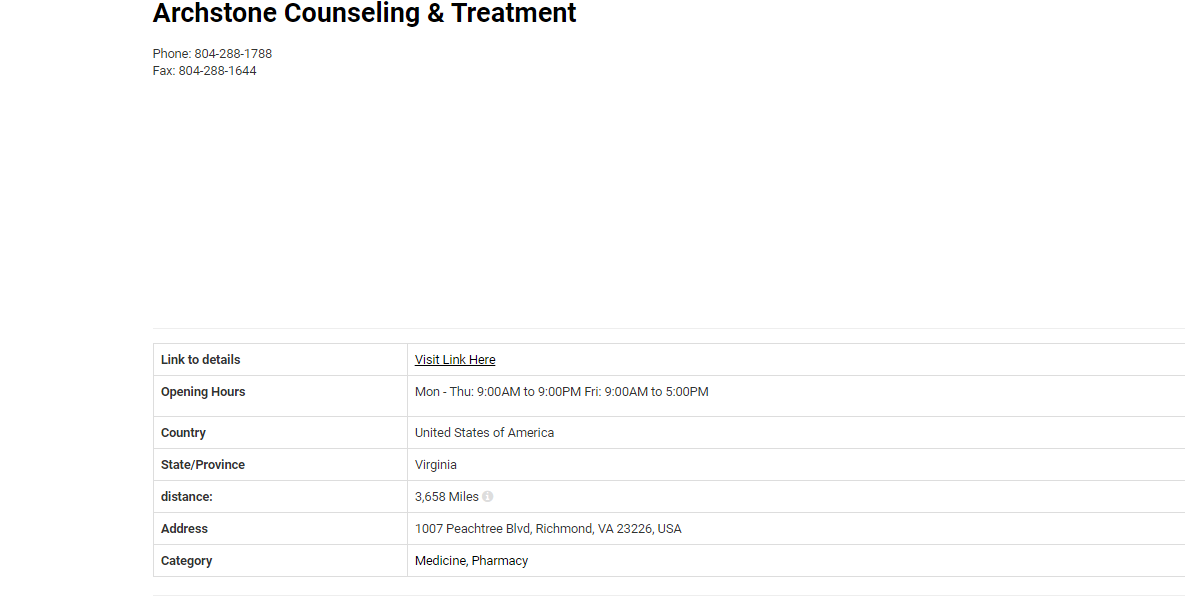 Archstone Counseling & Treatment
Phone: 804-288-1788
Fax: 804-288-1644
Link to details Visit Link Here
Opening Hours Mon - Thu: 9:00AM to 9:00PM Fri: 9:00AM to 5:00PM
Country United States of America
State/Province Virginia
distance: 3,658 Miles
Address 1007 Peachtree Blvd, Richmond, VA 23226, USA
Category Medicine, Pharmacy